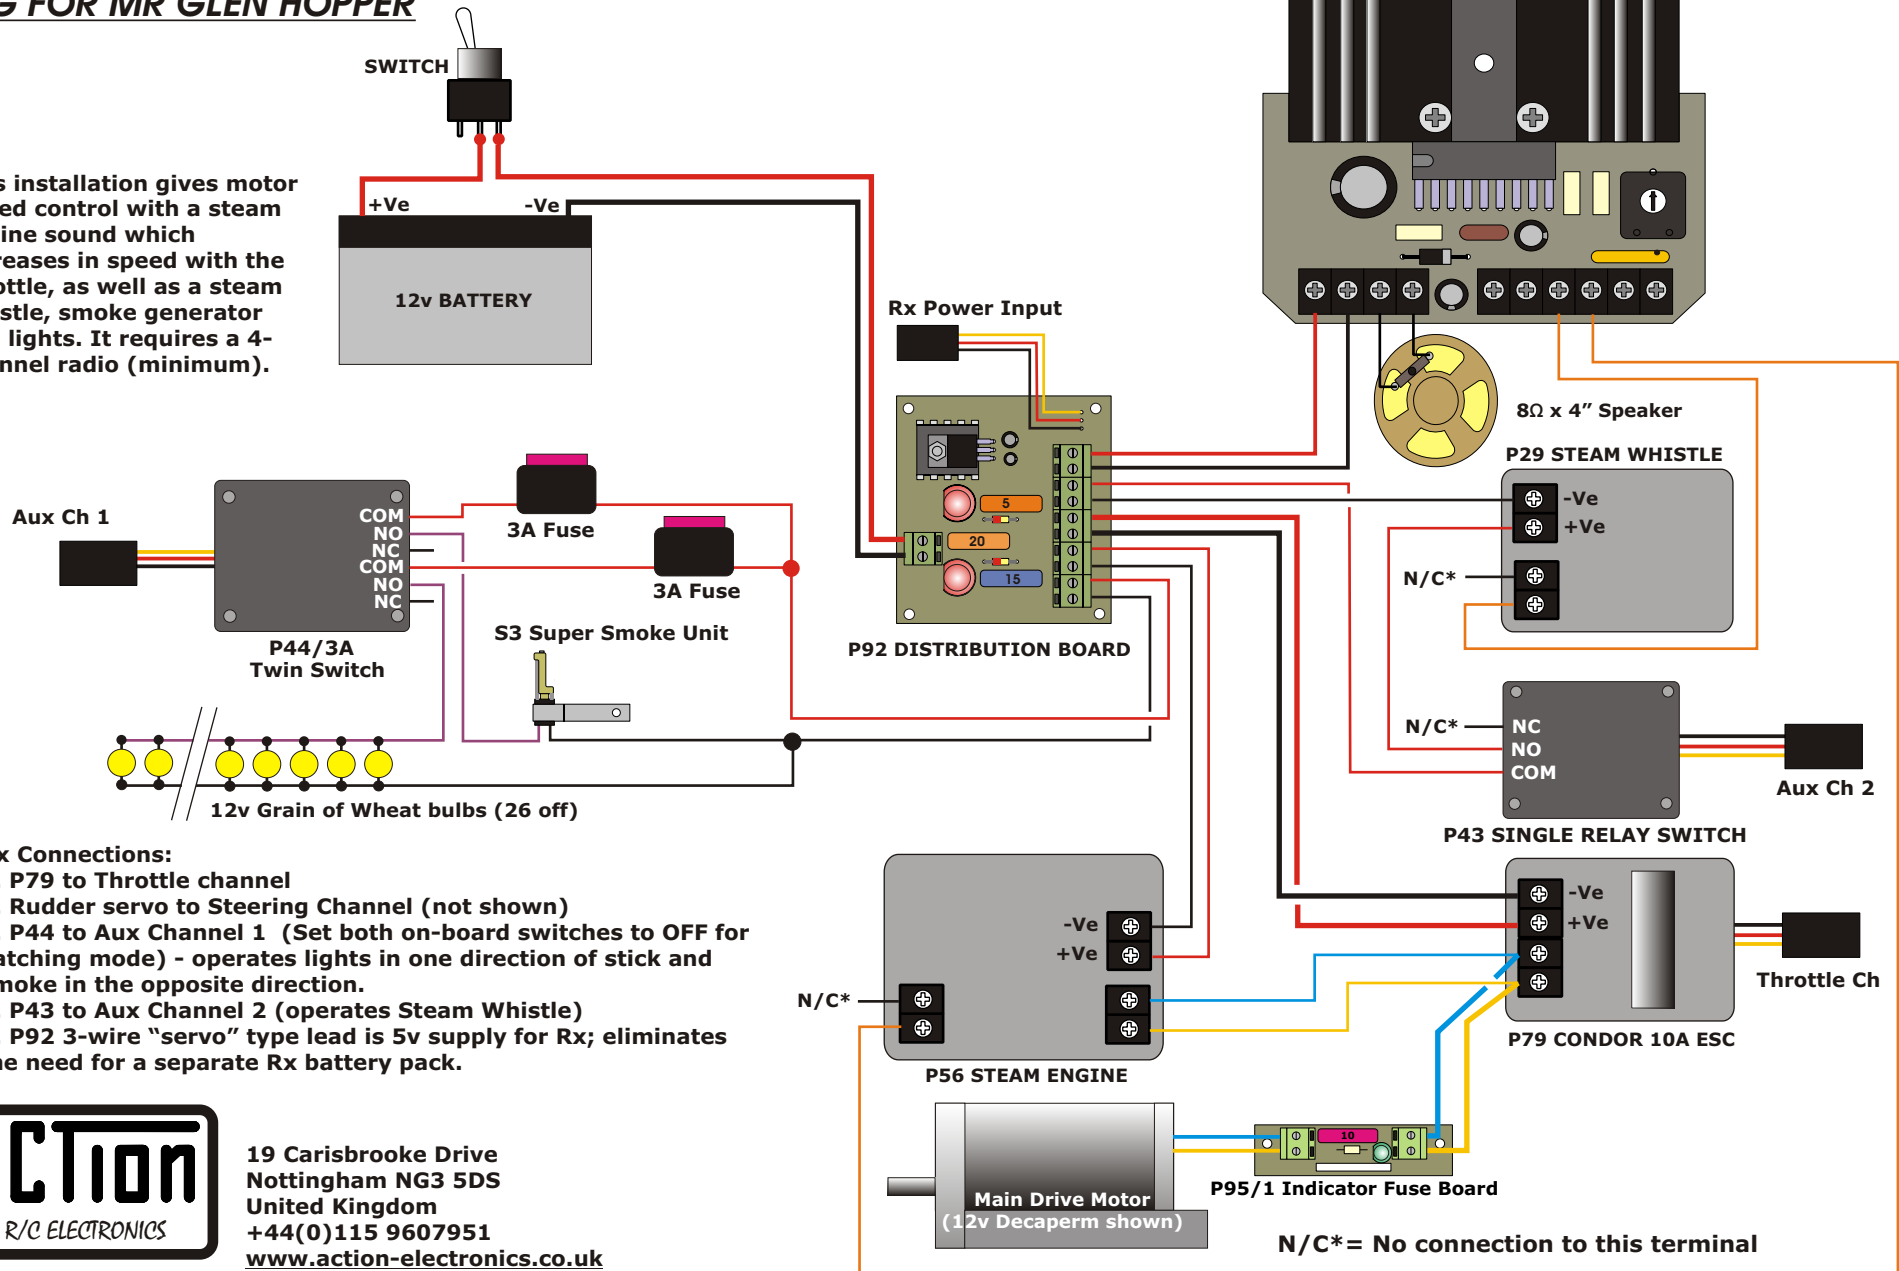 G FOR MR GLEN HOPPER
SWITCH
s installation gives motor
ed control with a steam
ine sound which
reases in speed with the
ottle, as well as a steam
stle, smoke generator
lights. It requires a 4-
nnel radio (minimum).
+Ve
-Ve
12v BATTERY
Rx Power Input
8Ω x 4” Speaker
P29 STEAM WHISTLE
-Ve
+Ve
N/C*
Aux Ch 1
COM
NO
NC
COM
NO
NC
P44/3A
Twin Switch
3A Fuse
3A Fuse
5
20
15
P92 DISTRIBUTION BOARD
S3 Super Smoke Unit
12v Grain of Wheat bulbs (26 off)
N/C*
NC
NO
COM
Aux Ch 2
P43 SINGLE RELAY SWITCH
x Connections:
P79 to Throttle channel
Rudder servo to Steering Channel (not shown)
P44 to Aux Channel 1 (Set both on-board switches to OFF for
atching mode) - operates lights in one direction of stick and
moke in the opposite direction.
P43 to Aux Channel 2 (operates Steam Whistle)
P92 3-wire “servo” type lead is 5v supply for Rx; eliminates
he need for a separate Rx battery pack.
-Ve
+Ve
N/C*
P56 STEAM ENGINE
-Ve
+Ve
Throttle Ch
P79 CONDOR 10A ESC
Main Drive Motor
(12v Decaperm shown)
10
P95/1 Indicator Fuse Board
N/C*= No connection to this terminal
CTion
R/C ELECTRONICS
19 Carisbrooke Drive
Nottingham NG3 5DS
United Kingdom
+44(0)115 9607951
www.action-electronics.co.uk